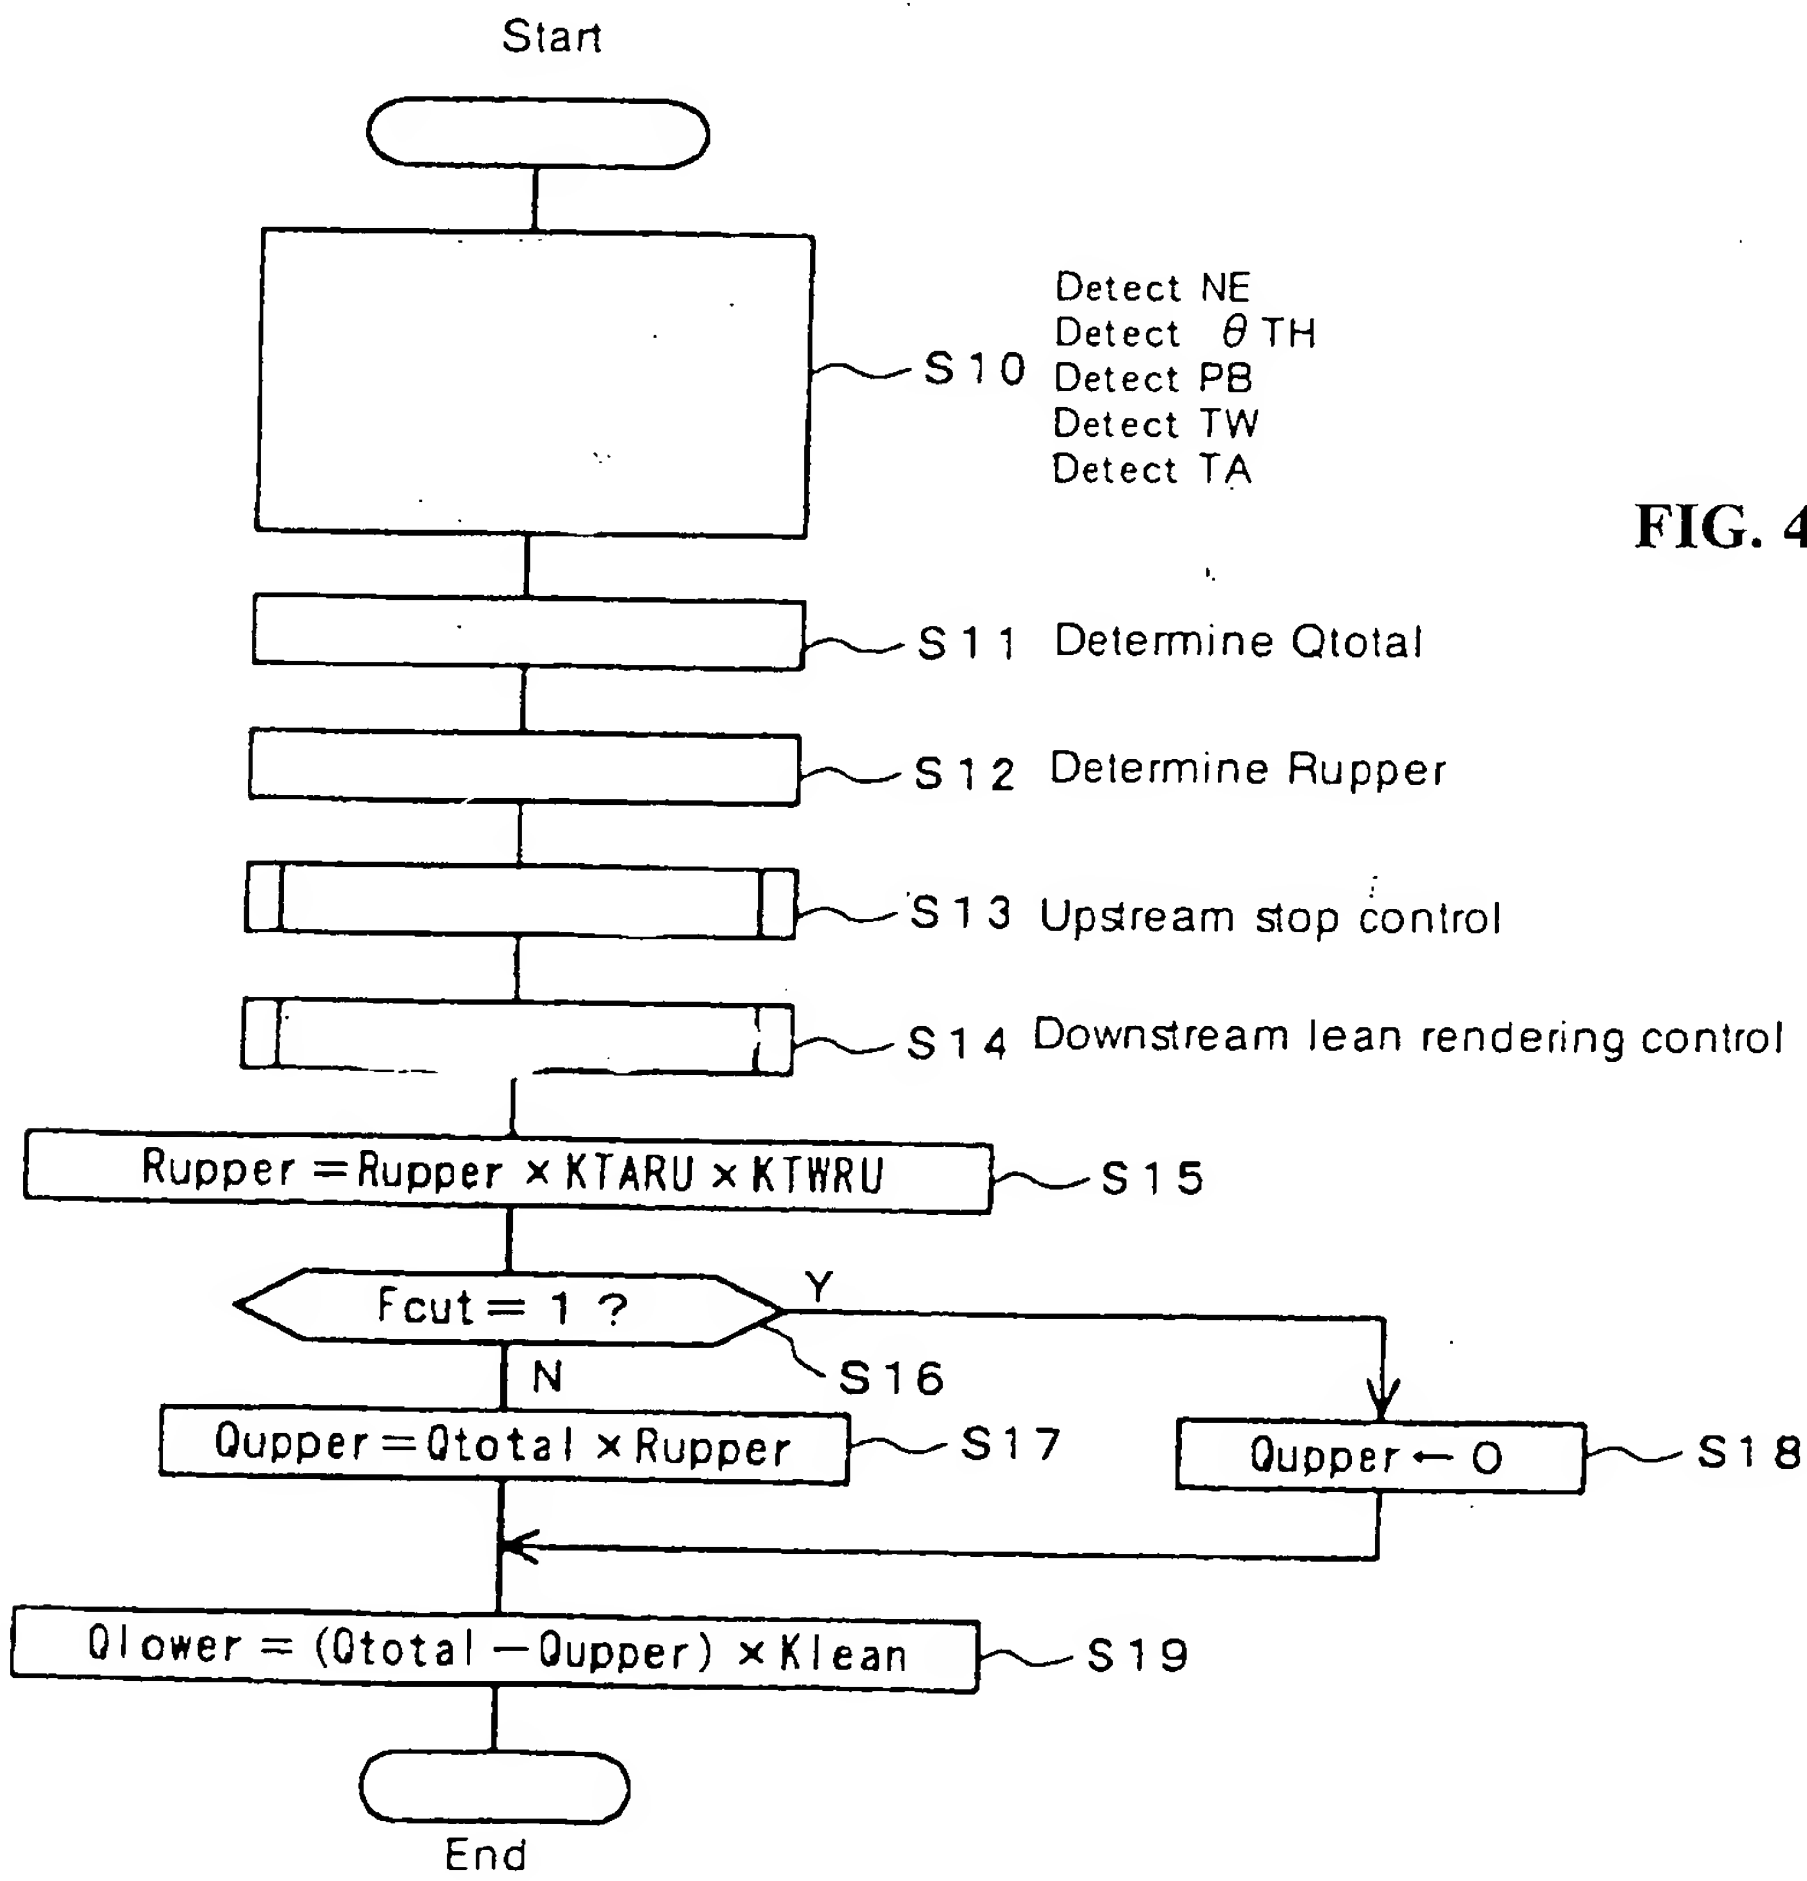 Start
Detect NE
Detect θ TH
S10 Detect PB
Detect TW
Detect TA
FIG. 4
S11 Determine Qtotal
S12 Determine Rupper
S13 Upstream stop control
S14 Downstream lean rendering control
Rupper = Rupper × KTARU × KTWRU S15
Fcut = 1 ? Y
N S16
Qupper = Qtotal × Rupper S17
Qupper ← 0 S18
Qlower = (Qtotal − Qupper) × Klean S19
End